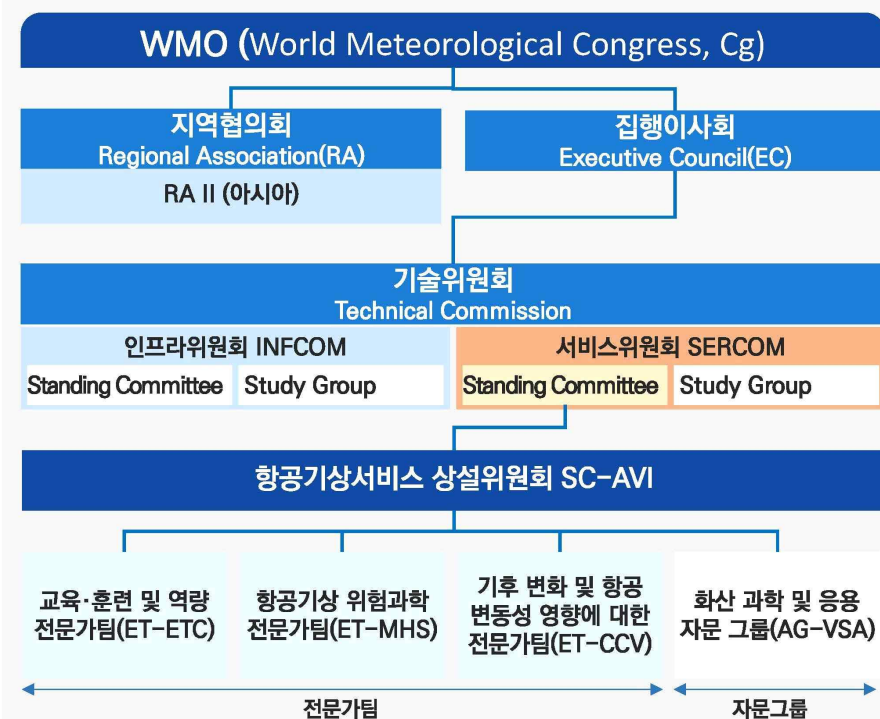 WMO (World Meteorological Congress, Cg)
지역협의회
Regional Association(RA)
RA II (아시아)
집행이사회
Executive Council(EC)
기술위원회
Technical Commission
인프라위원회 INFCOM
Standing Committee
Study Group
서비스위원회 SERCOM
Standing Committee
Study Group
항공기상서비스 상설위원회 SC-AVI
교육·훈련 및 역량
전문가팀(ET-ETC)
항공기상 위험과학
전문가팀(ET-MHS)
기후 변화 및 항공
변동성 영향에 대한
전문가팀(ET-CCV)
화산 과학 및 응용
자문 그룹(AG-VSA)
전문가팀
자문그룹